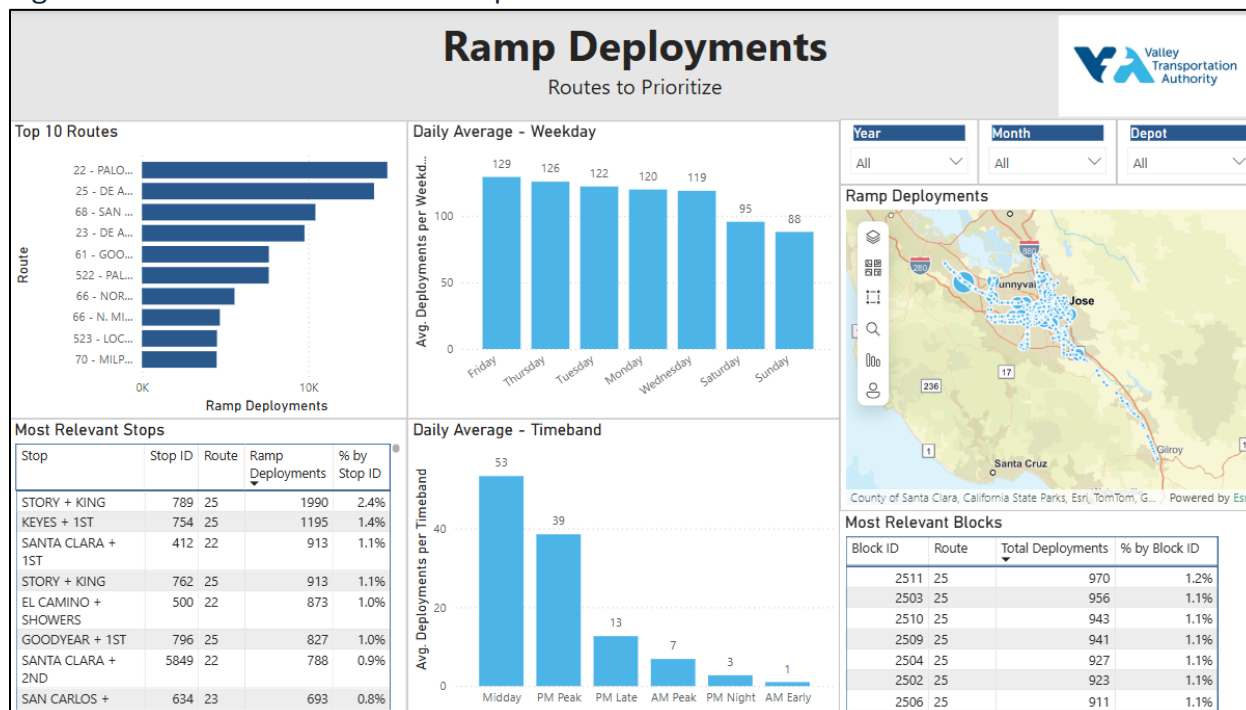 Ramp Deployments
Routes to Prioritize
Valley
Transportation
Authority
Top 10 Routes
22 - PALO...
25 - DE A...
68 - SAN ...
23 - DE A...
61 - GOO...
522 - PAL...
66 - NOR...
66 - N. MI...
523 - LOC...
70 - MILP...
Route
0K 10K
Ramp Deployments
Daily Average - Weekday
Avg. Deployments per Weekd...
100
50
0
129 126 122 120 119 95 88
Friday Thursday Tuesday Monday Wednesday Saturday Sunday
Year Month Depot
All All All
Ramp Deployments
280
880
unnyval
Jose
17
236
1
Gilroy
1
Santa Cruz
County of Santa Clara, California State Parks, Esri, TomTom, G... Powered by Esr
Most Relevant Stops
Stop Stop ID Route Ramp Deployments % by Stop ID
STORY + KING 789 25 1990 2.4%
KEYES + 1ST 754 25 1195 1.4%
SANTA CLARA + 1ST 412 22 913 1.1%
STORY + KING 762 25 913 1.1%
EL CAMINO + SHOWERS 500 22 873 1.0%
GOODYEAR + 1ST 796 25 827 1.0%
SANTA CLARA + 2ND 5849 22 788 0.9%
SAN CARLOS + 634 23 693 0.8%
Daily Average - Timeband
Avg. Deployments per Timeband
40
20
0
53 39 13 7 3 1
Midday PM Peak PM Late AM Peak PM Night AM Early
Most Relevant Blocks
Block ID Route Total Deployments % by Block ID
2511 25 970 1.2%
2503 25 956 1.1%
2510 25 943 1.1%
2509 25 941 1.1%
2504 25 927 1.1%
2502 25 923 1.1%
2506 25 911 1.1%